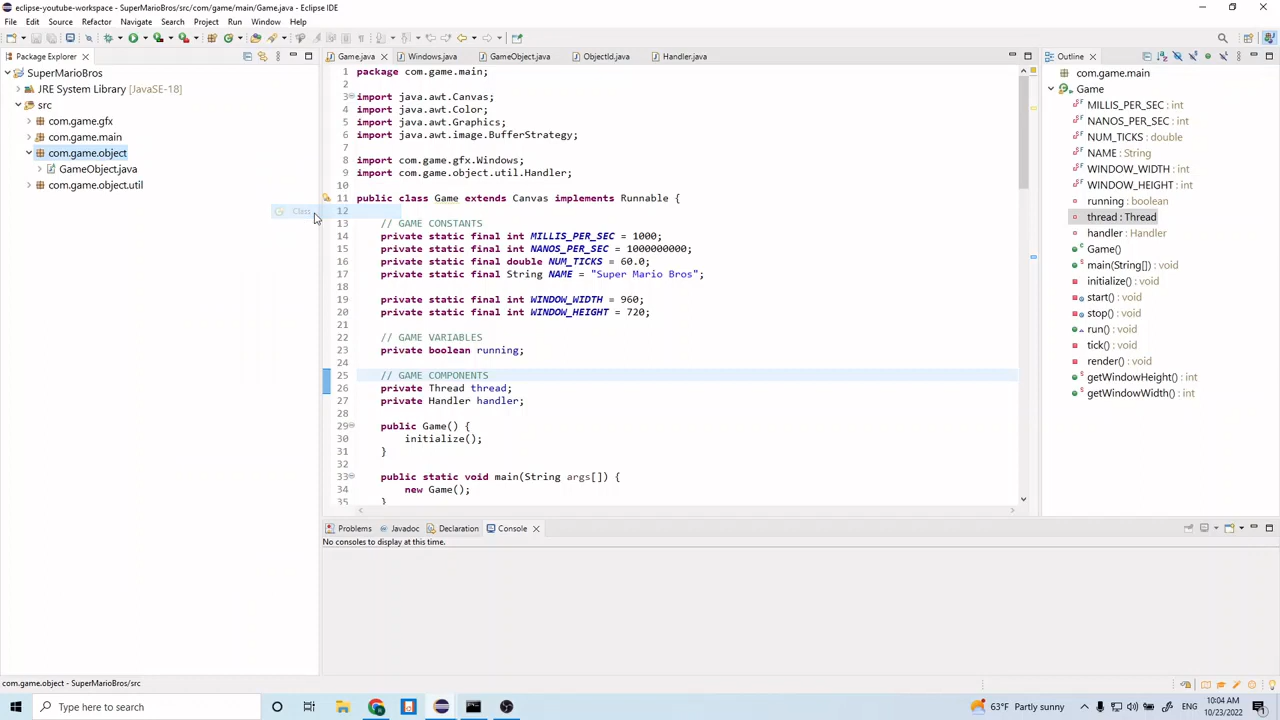 eclipse-youtube-workspace - SuperMarioBros/src/com/game/main/Game.java - Eclipse IDE
File Edit Source Refactor Navigate Search Project Run Window Help
Package Explorer
SuperMarioBros
JRE System Library [JavaSE-18]
src
com.game.gfx
com.game.main
com.game.object
GameObject.java
com.game.object.util
Class
Game.java Windows.java GameObject.java ObjectId.java Handler.java
1 package com.game.main;
2
3 import java.awt.Canvas;
4 import java.awt.Color;
5 import java.awt.Graphics;
6 import java.awt.image.BufferStrategy;
7
8 import com.game.gfx.Windows;
9 import com.game.object.util.Handler;
10
11 public class Game extends Canvas implements Runnable {
12
13 // GAME CONSTANTS
14 private static final int MILLIS_PER_SEC = 1000;
15 private static final int NANOS_PER_SEC = 1000000000;
16 private static final double NUM_TICKS = 60.0;
17 private static final String NAME = "Super Mario Bros";
18
19 private static final int WINDOW_WIDTH = 960;
20 private static final int WINDOW_HEIGHT = 720;
21
22 // GAME VARIABLES
23 private boolean running;
24
25 // GAME COMPONENTS
26 private Thread thread;
27 private Handler handler;
28
29 public Game() {
30 initialize();
31 }
32
33 public static void main(String args[]) {
34 new Game();
35 }
Outline
com.game.main
Game
MILLIS_PER_SEC : int
NANOS_PER_SEC : int
NUM_TICKS : double
NAME : String
WINDOW_WIDTH : int
WINDOW_HEIGHT : int
running : boolean
thread : Thread
handler : Handler
Game()
main(String[]) : void
initialize() : void
start() : void
stop() : void
run() : void
tick() : void
render() : void
getWindowHeight() : int
getWindowWidth() : int
Problems Javadoc Declaration Console
No consoles to display at this time.
com.game.object - SuperMarioBros/src
Type here to search
63°F Partly sunny
10:04 AM
10/23/2022